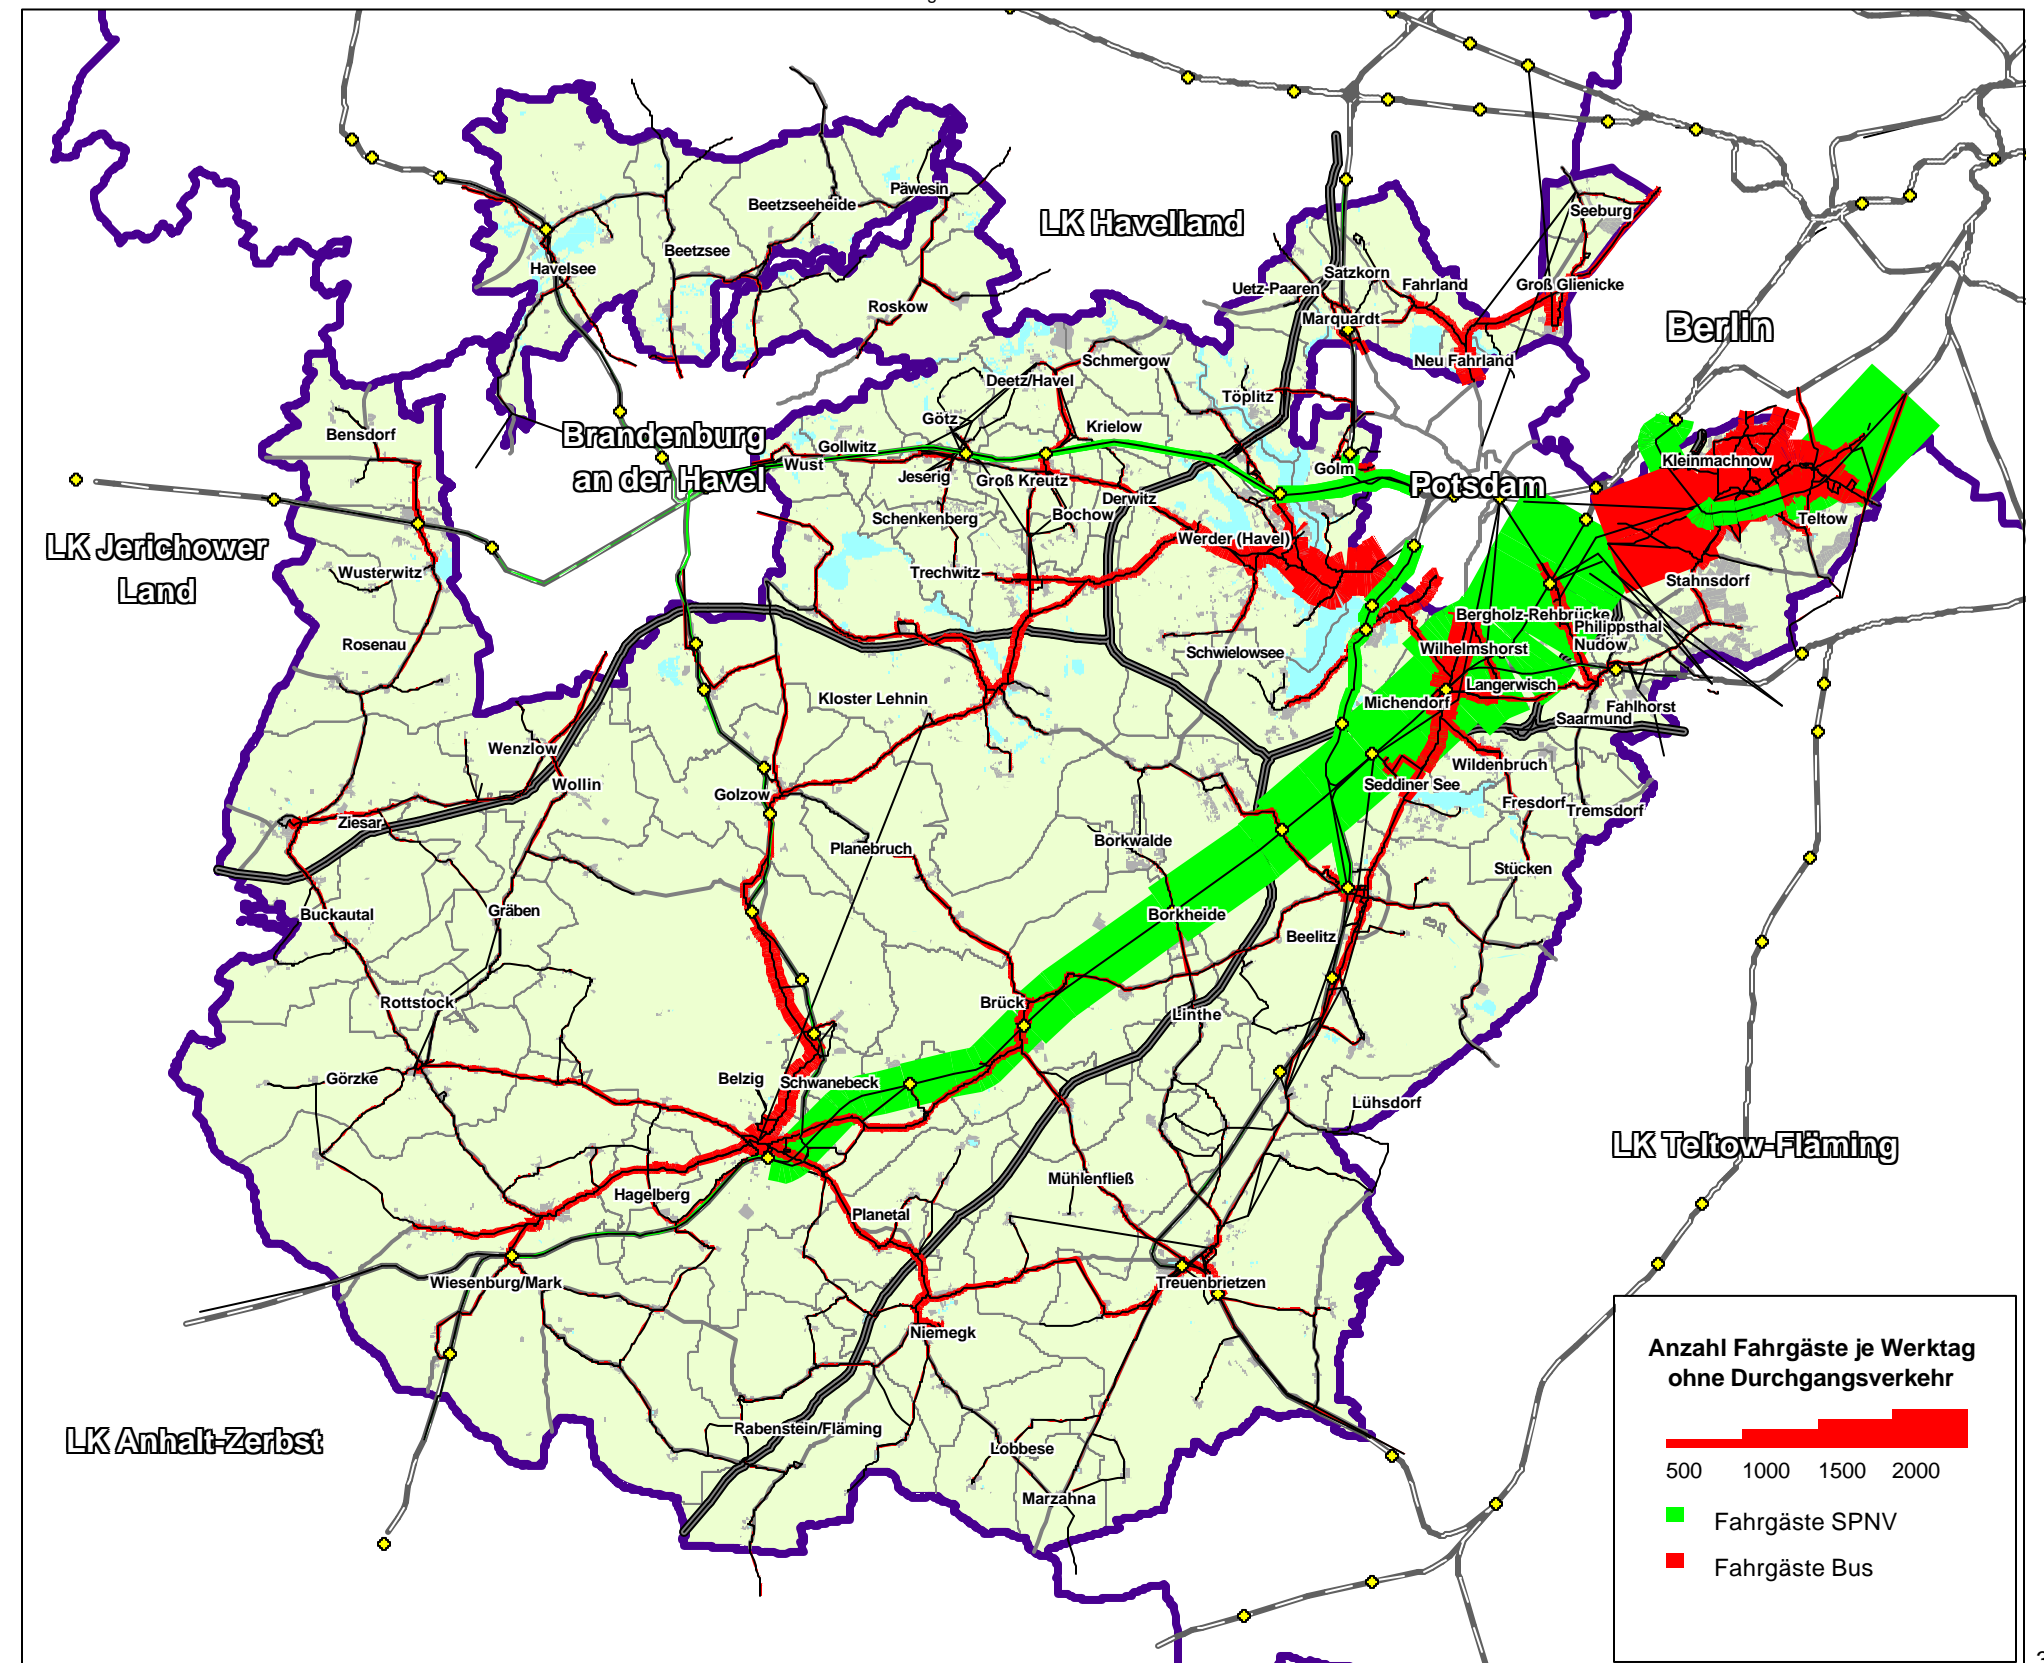 LK Havelland
Berlin
Brandenburg
an der Havel
Potsdam
LK Jerichower
Land
LK Teltow-Fläming
LK Anhalt-Zerbst
Päwesin
Beetzseeheide
Seeburg
Beetzsee
Havelsee
Satzkorn
Uetz-Paaren
Fahrland
Groß Glienicke
Roskow
Marquardt
Neu Fahrland
Schmergow
Deetz/Havel
Töplitz
Götz
Krielow
Bensdorf
Gollwitz
Wust
Golm
Kleinmachnow
Jeserig
Groß Kreutz
Derwitz
Bochow
Schenkenberg
Teltow
Werder (Havel)
Wusterwitz
Trechwitz
Stahnsdorf
Bergholz-Rehbrücke
Philippsthal
Rosenau
Schwielowsee
Wilhelmshorst
Nudow
Langerwisch
Kloster Lehnin
Michendorf
Fahlhorst
Saarmund
Wenzlow
Wildenbruch
Wollin
Golzow
Seddiner See
Fresdorf
Tremsdorf
Ziesar
Planebruch
Borkwalde
Stücken
Buckautal
Gräben
Borkheide
Beelitz
Rottstock
Brück
Linthe
Görzke
Belzig
Schwanebeck
Lühsdorf
Mühlenfließ
Hagelberg
Planetal
Wiesenburg/Mark
Treuenbrietzen
Niemegk
Rabenstein/Fläming
Lobbese
Marzahna
Anzahl Fahrgäste je Werktag
ohne Durchgangsverkehr
500 1000 1500 2000
Fahrgäste SPNV
Fahrgäste Bus